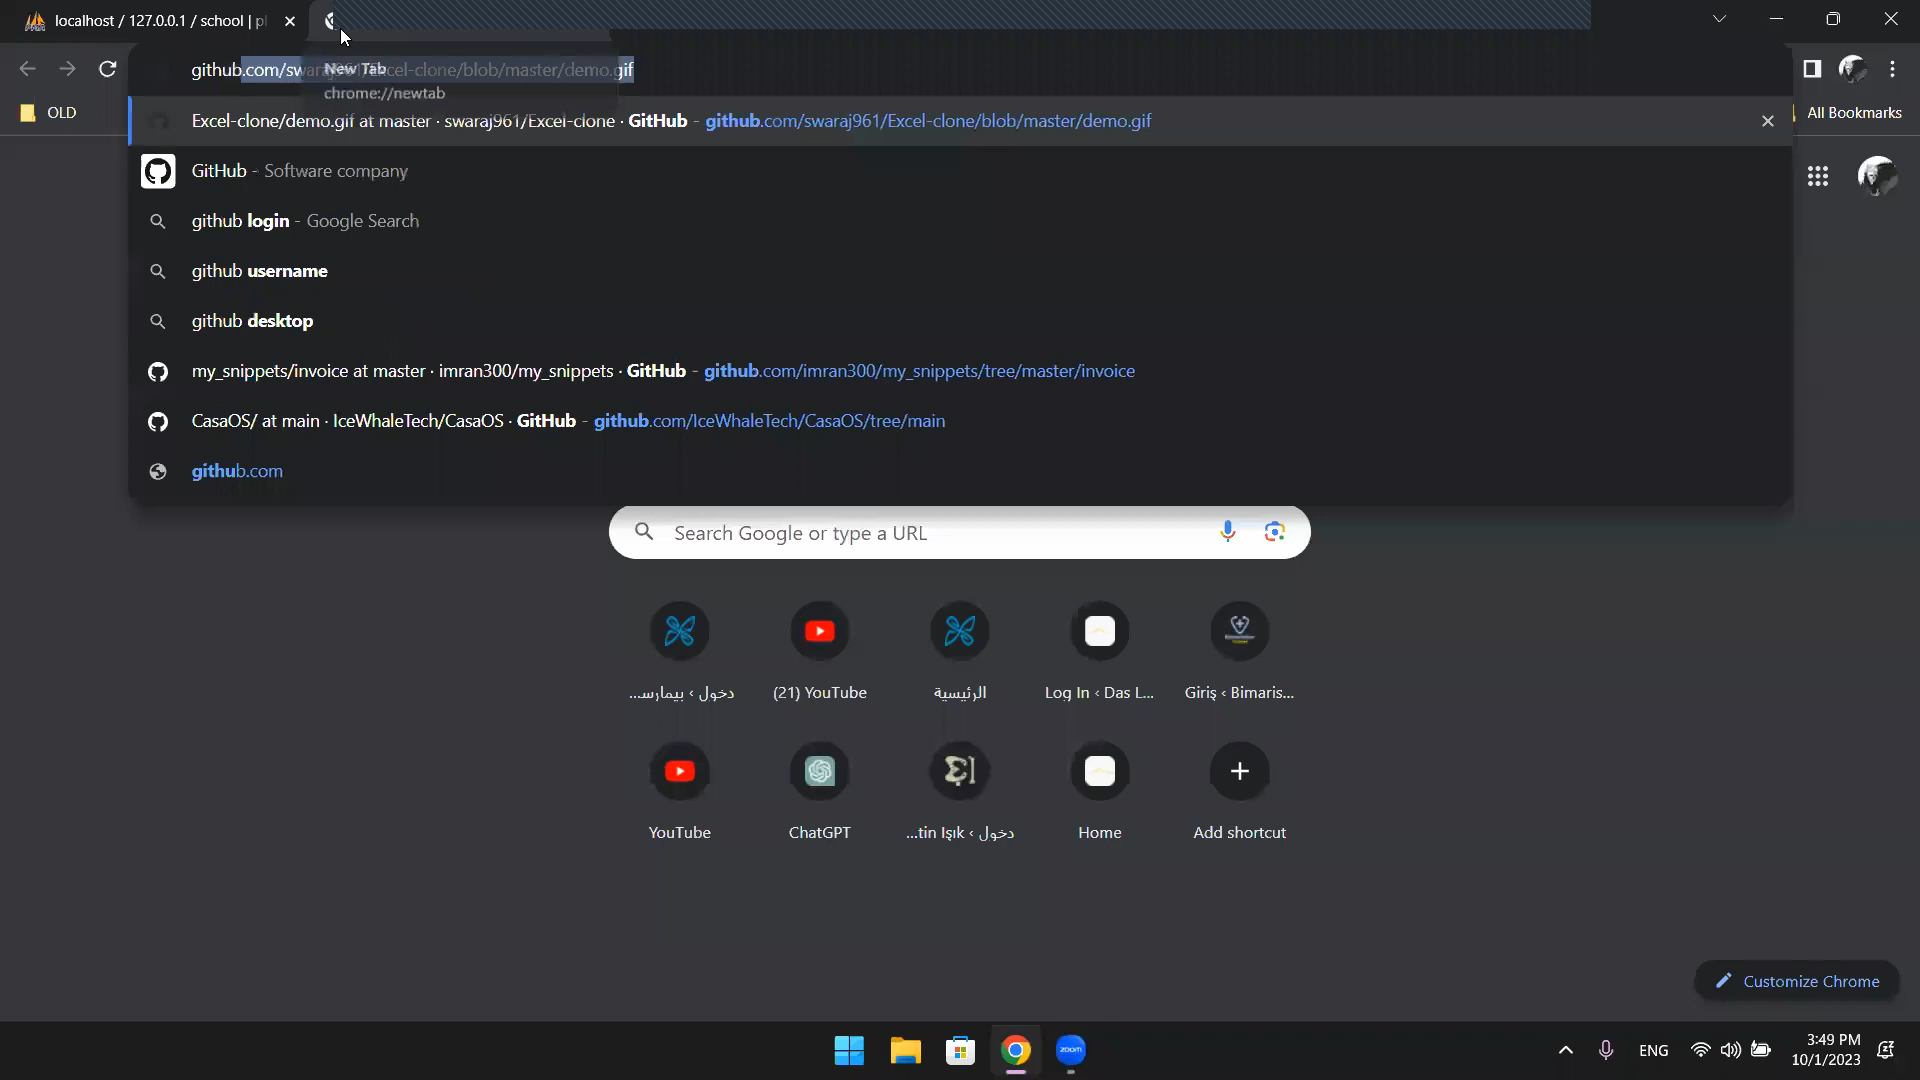 localhost / 127.0.0.1 / school | pl
github.com/swaraj961/Excel-clone/blob/master/demo.gif
New Tab
chrome://newtab
OLD
All Bookmarks
Excel-clone/demo.gif at master · swaraj961/Excel-clone · GitHub - github.com/swaraj961/Excel-clone/blob/master/demo.gif
GitHub - Software company
github login - Google Search
github username
github desktop
my_snippets/invoice at master · imran300/my_snippets · GitHub - github.com/imran300/my_snippets/tree/master/invoice
CasaOS/ at main · IceWhaleTech/CasaOS · GitHub - github.com/IceWhaleTech/CasaOS/tree/main
github.com
Search Google or type a URL
دخول › بيمارس...
(21) YouTube
الرئيسية
Log In ‹ Das L...
Giriş ‹ Bimaris...
YouTube
ChatGPT
دخول › tin Işık...
Home
Add shortcut
Customize Chrome
zoom
ENG
3:49 PM
10/1/2023